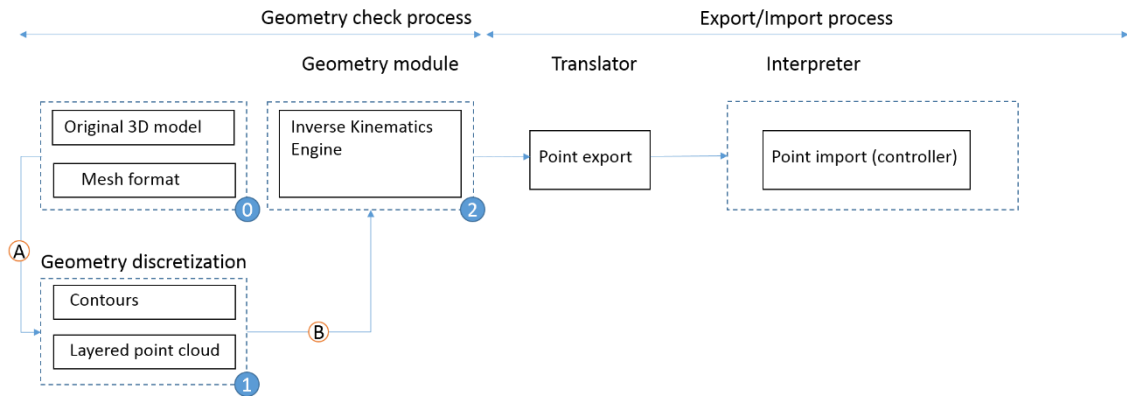 Geometry check process
Export/Import process
Geometry module
Translator
Interpreter
Original 3D model
Mesh format
0
Inverse Kinematics
Engine
2
Point export
Point import (controller)
A
Geometry discretization
Contours
Layered point cloud
1
B